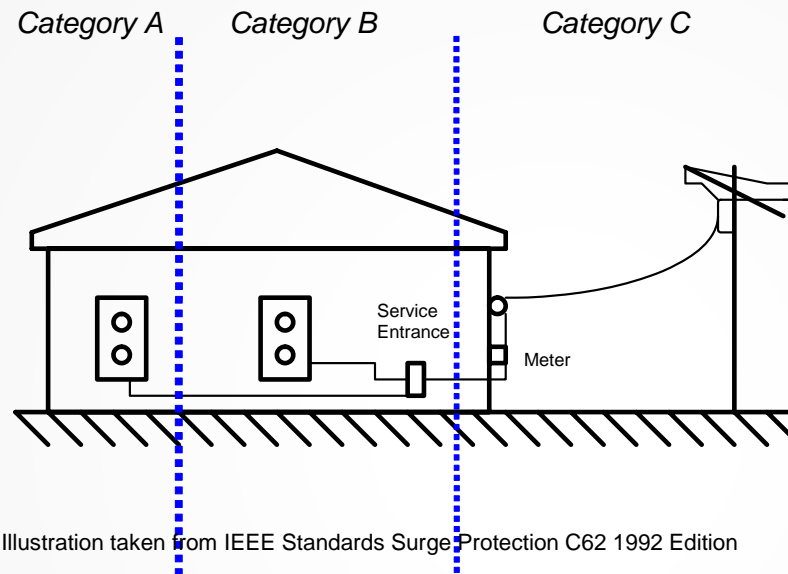 Category A
Category B
Category C
Service
Entrance
Meter
Illustration taken from IEEE Standards Surge Protection C62 1992 Edition